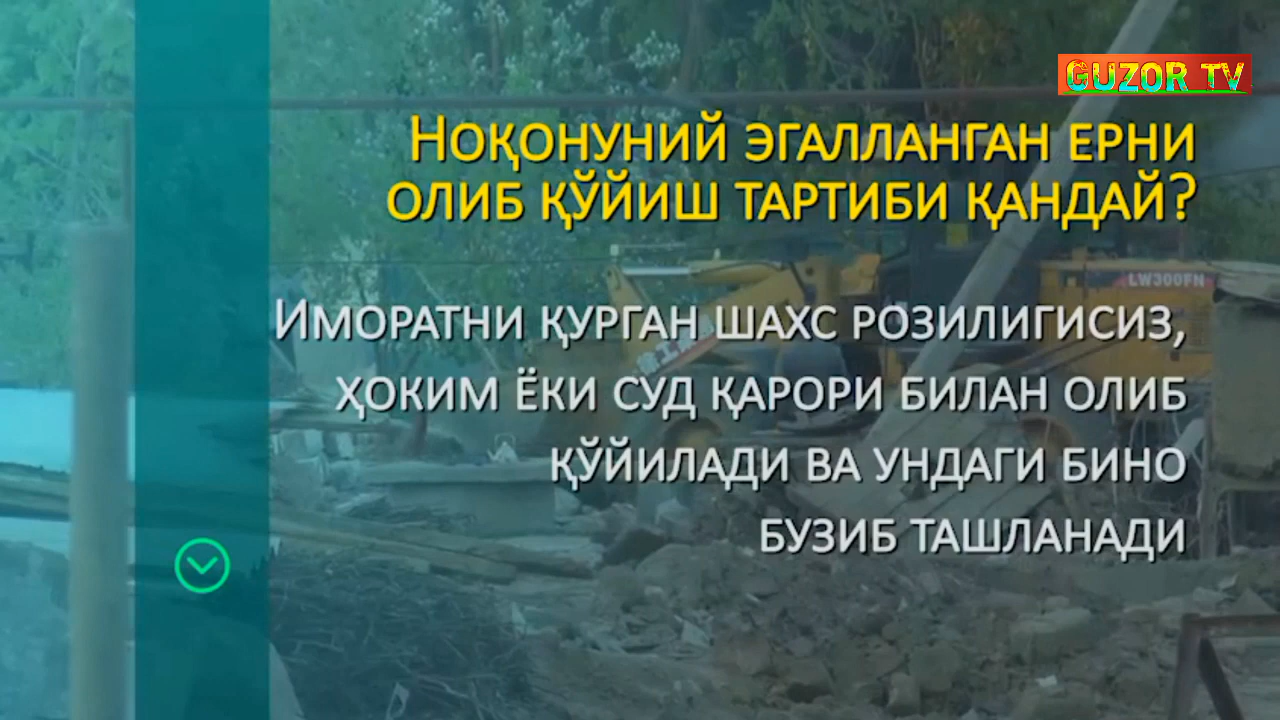 GUZOR TV
Ноқонуний эгалланган ерни
олиб қўйиш тартиби қандай?
Иморатни қурган шахс розилигисиз,
ҳоким ёки суд қарори билан олиб
қўйилади ва ундаги бино
бузиб ташланади
LW300FN